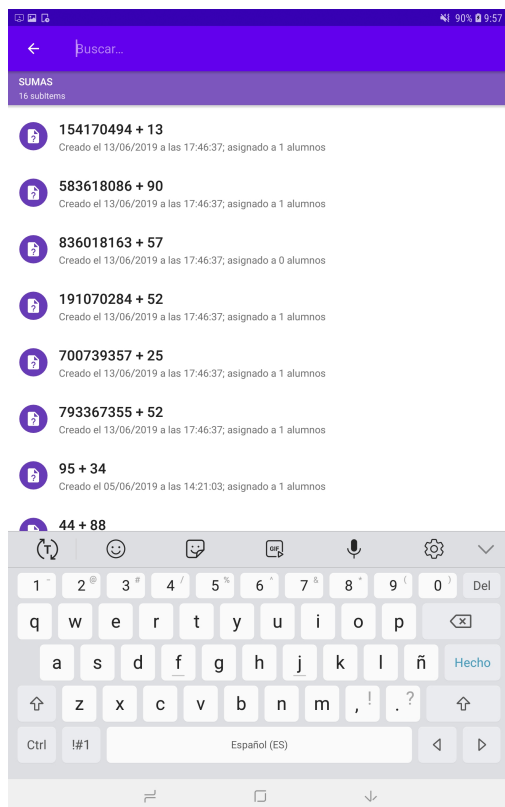 90% 9:57
Buscar...
SUMAS
16 subitems
154170494 + 13
Creado el 13/06/2019 a las 17:46:37; asignado a 1 alumnos
583618086 + 90
Creado el 13/06/2019 a las 17:46:37; asignado a 1 alumnos
836018163 + 57
Creado el 13/06/2019 a las 17:46:37; asignado a 0 alumnos
191070284 + 52
Creado el 13/06/2019 a las 17:46:37; asignado a 1 alumnos
700739357 + 25
Creado el 13/06/2019 a las 17:46:37; asignado a 1 alumnos
793367355 + 52
Creado el 13/06/2019 a las 17:46:37; asignado a 1 alumnos
95 + 34
Creado el 05/06/2019 a las 14:21:03; asignado a 1 alumnos
44 + 88
T GIF
1 ~ 2 @ 3 # 4 / 5 % 6 ^ 7 & 8 * 9 ( 0 ) Del
q w e r t y u i o p
a s d f g h j k l ñ Hecho
z x c v b n m , ! . ?
Ctrl !#1 Español (ES)